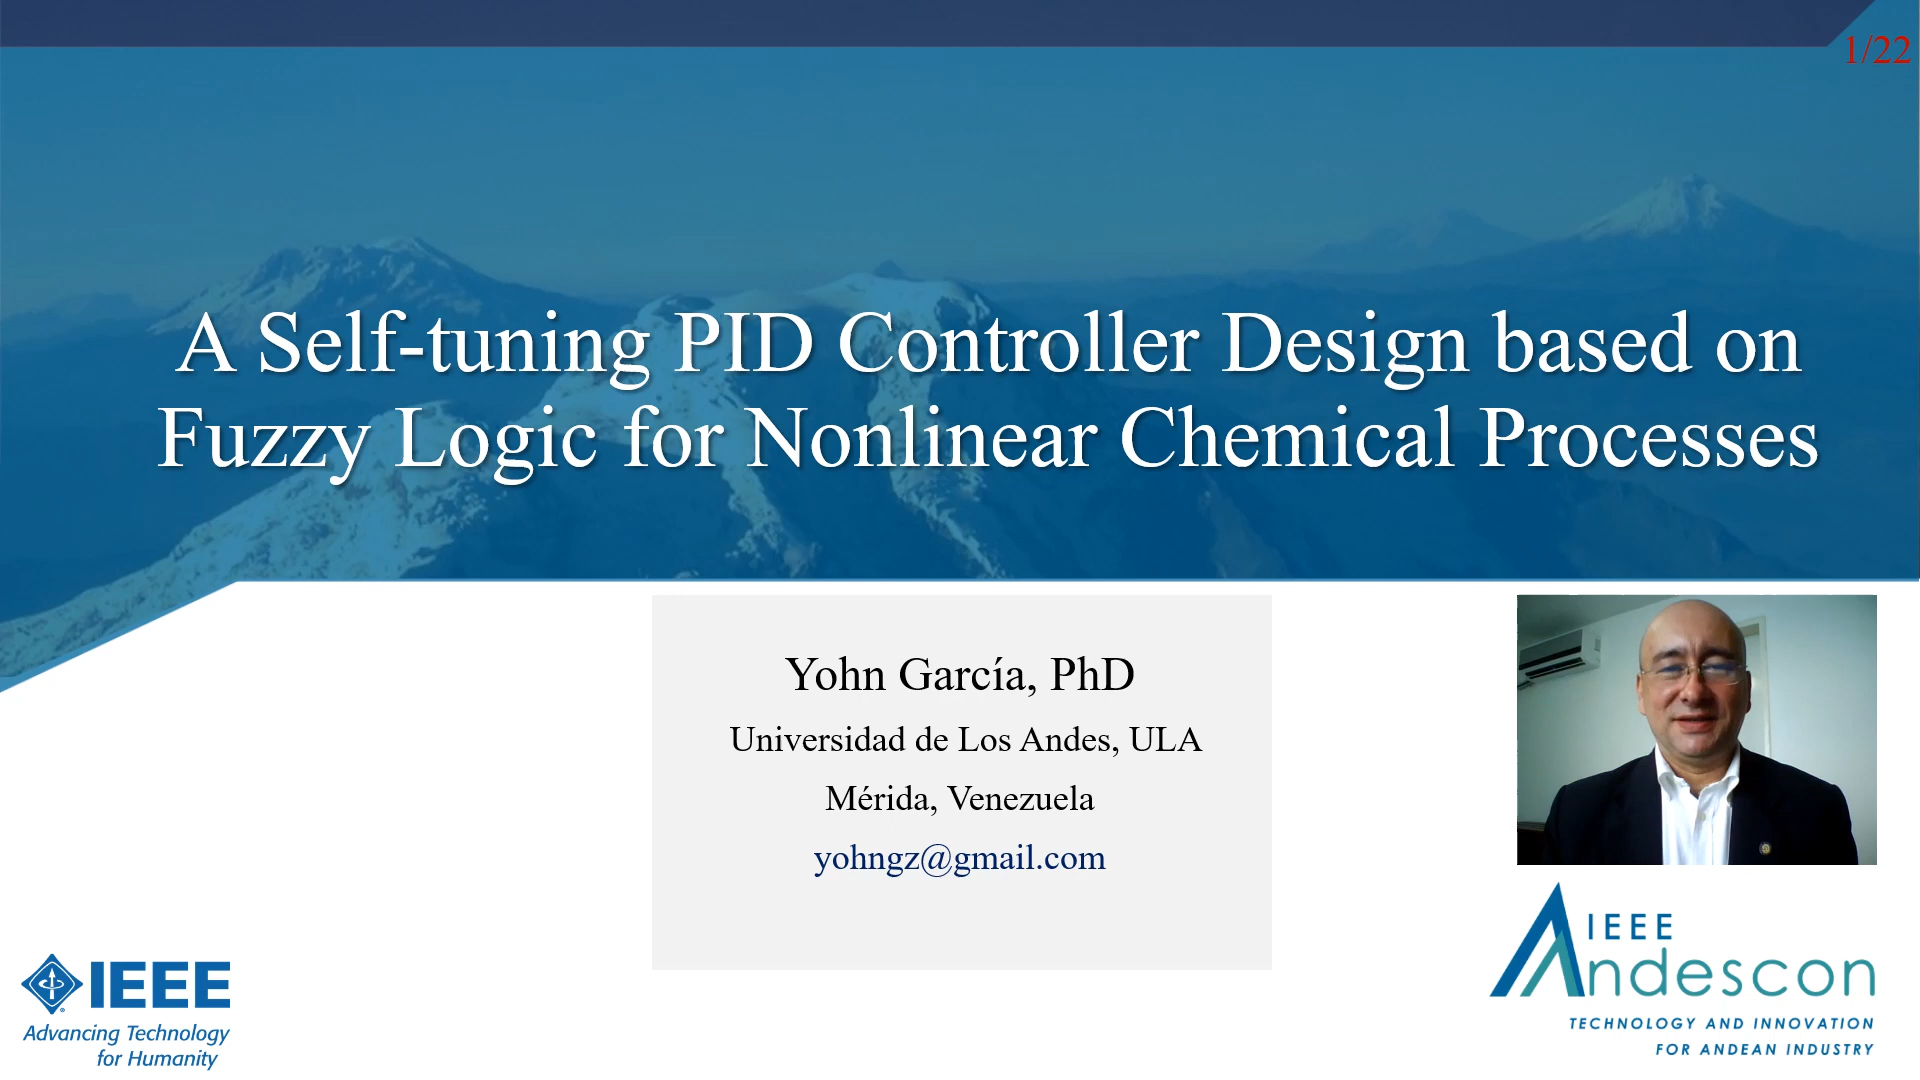 1/22
A Self-tuning PID Controller Design based on
Fuzzy Logic for Nonlinear Chemical Processes
Yohn García, PhD
Universidad de Los Andes, ULA
Mérida, Venezuela
yohngz@gmail.com
IEEE
Advancing Technology
for Humanity
IEEE
Andescon
TECHNOLOGY AND INNOVATION
FOR ANDEAN INDUSTRY